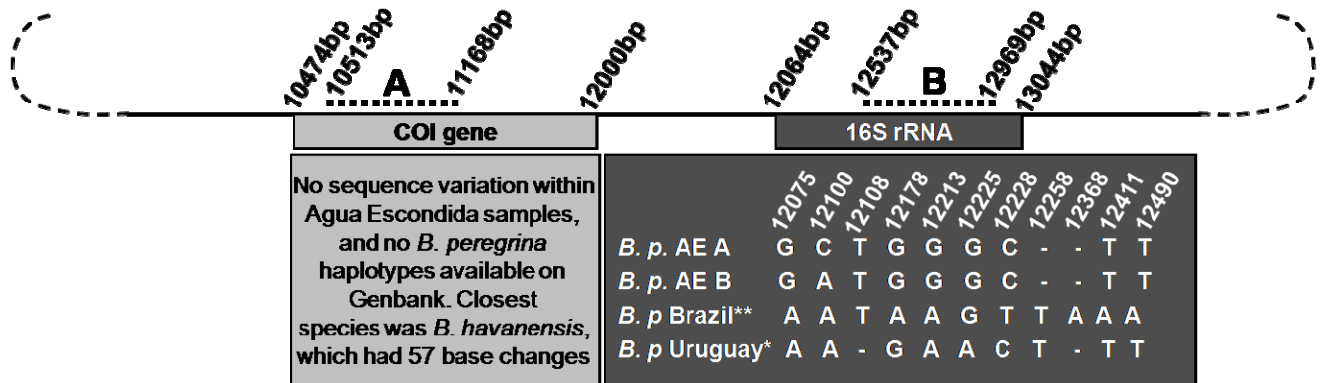 10474bp 10513bp 11168bp 12000bp 12064bp 12537bp 12969bp 13044bp
A B
COI gene 16S rRNA
No sequence variation within
Agua Escondida samples,
and no B. peregrina
haplotypes available on
Genbank. Closest
species was B. havanensis,
which had 57 base changes
12075 12100 12108 12178 12213 12225 12228 12258 12368 12411 12490
B. p. AE A G C T G G G C - - T T
B. p. AE B G A T G G G C - - T T
B. p Brazil** A A T A A G T T A A A
B. p Uruguay* A A - G A A C T - T T